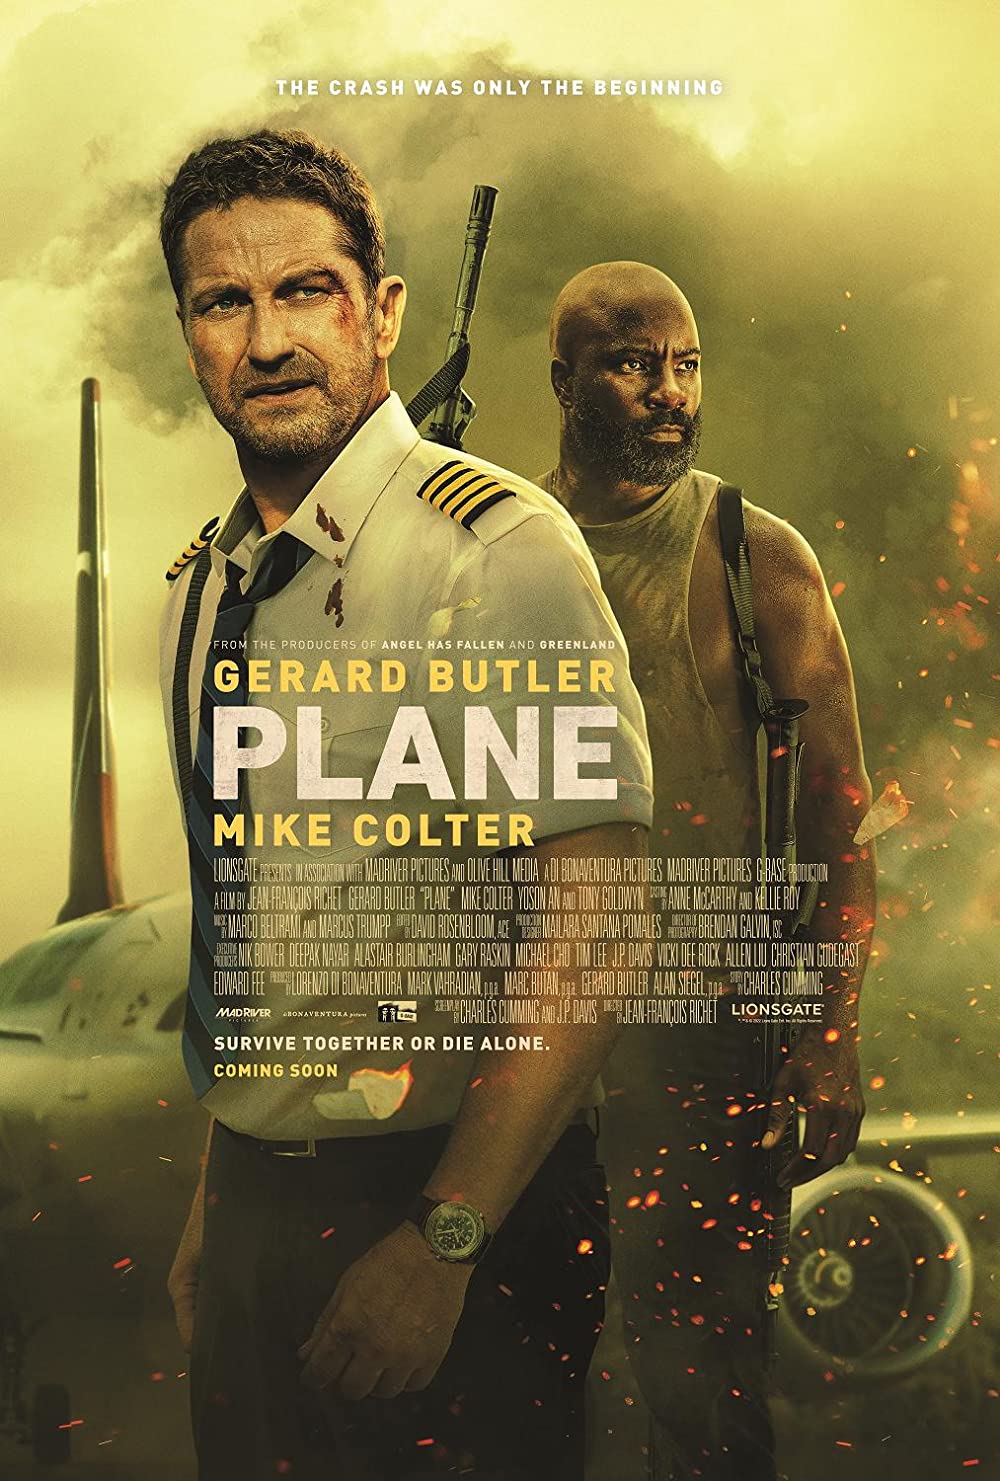 THE CRASH WAS ONLY THE BEGINNING
FROM THE PRODUCERS OF ANGEL HAS FALLEN AND GREENLAND
GERARD BUTLER
PLANE
MIKE COLTER
LIONSGATE PRESENTS IN ASSOCIATION WITH MADRIVER PICTURES AND OLIVE HILL MEDIA A DI BONAVENTURA PICTURES MADRIVER PICTURES G-BASE PRODUCTION
A FILM BY JEAN-FRANÇOIS RICHET GERARD BUTLER "PLANE" MIKE COLTER YOSON AN AND TONY GOLDWYN CASTING BY ANNE McCARTHY AND KELLIE ROY
MUSIC BY MARCO BELTRAMI AND MARCUS TRUMPP EDITED BY DAVID ROSENBLOOM, ACE PRODUCTION DESIGNER MAILARA SANTANA POMALES DIRECTOR OF PHOTOGRAPHY BRENDAN GALVIN, ISC
EXECUTIVE PRODUCERS NIK BOWER DEEPAK NAYAR ALASTAIR BURLINGHAM GARY RASKIN MICHAEL CHO TIM LEE J.P. DAVIS VICKI DEE ROCK ALLEN LIU CHRISTIAN GUDEGAST
EDWARD FEE PRODUCED BY LORENZO DI BONAVENTURA MARK VAHRADIAN, p.g.a. MARC BUTAN, p.g.a. GERARD BUTLER ALAN SIEGEL, p.g.a. STORY BY CHARLES CUMMING
MADRIVER PICTURES di BONAVENTURA pictures G-BASE SCREENPLAY BY CHARLES CUMMING AND J.P. DAVIS DIRECTED BY JEAN-FRANÇOIS RICHET LIONSGATE
SURVIVE TOGETHER OR DIE ALONE.
COMING SOON